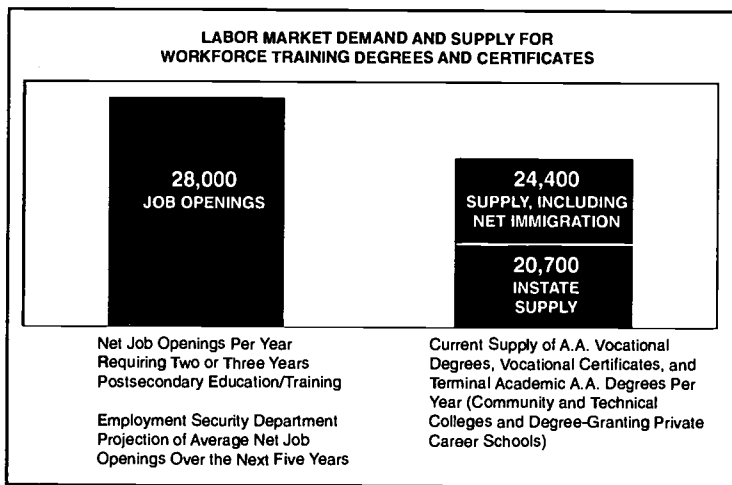 LABOR MARKET DEMAND AND SUPPLY FOR
WORKFORCE TRAINING DEGREES AND CERTIFICATES
28,000
JOB OPENINGS
24,400
SUPPLY, INCLUDING
NET IMMIGRATION
20,700
INSTATE
SUPPLY
Net Job Openings Per Year
Requiring Two or Three Years
Postsecondary Education/Training
Employment Security Department
Projection of Average Net Job
Openings Over the Next Five Years
Current Supply of A.A. Vocational
Degrees, Vocational Certificates, and
Terminal Academic A.A. Degrees Per
Year (Community and Technical
Colleges and Degree-Granting Private
Career Schools)